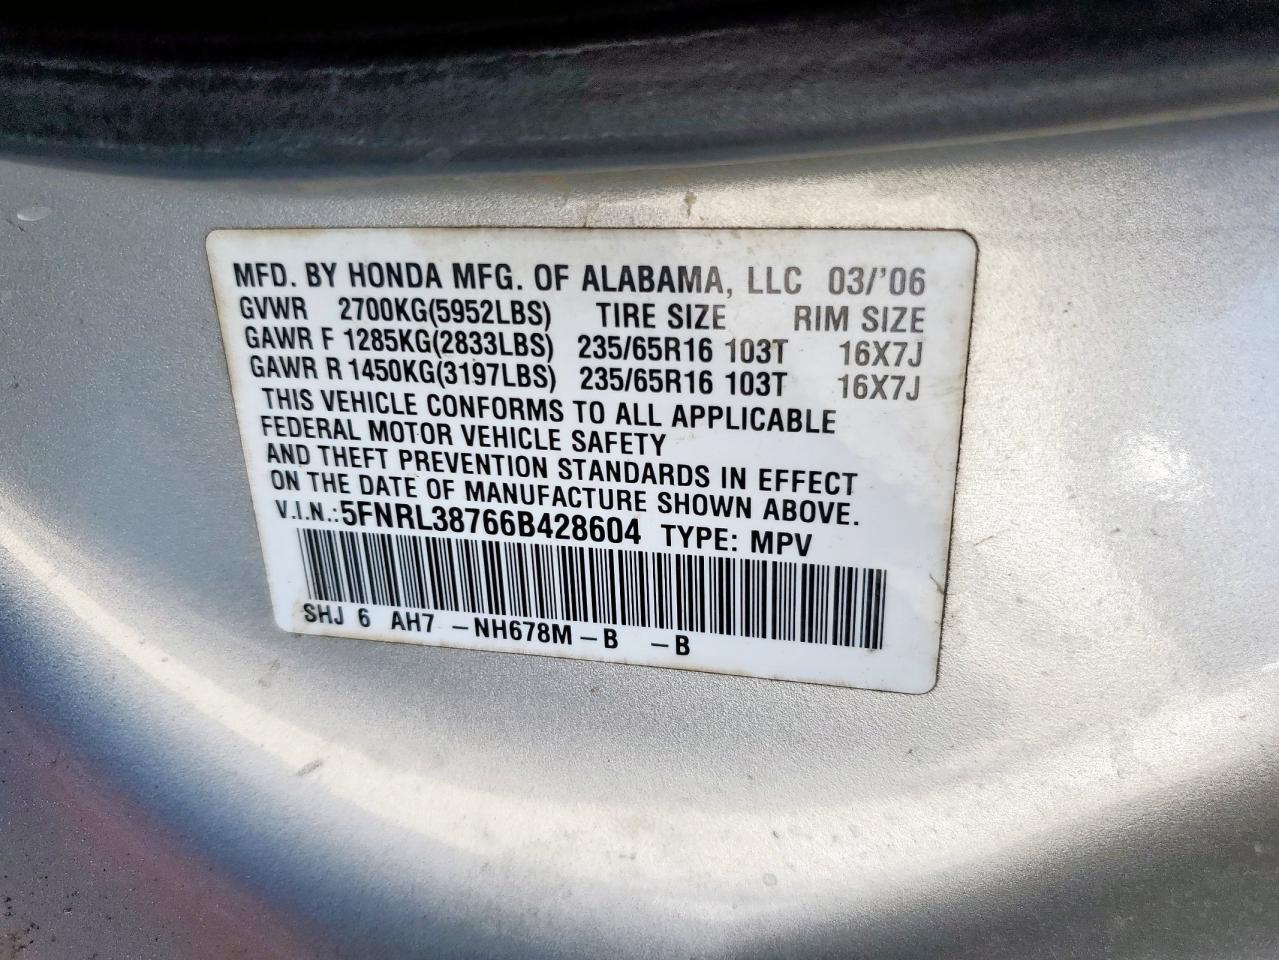 MFD. BY HONDA MFG. OF ALABAMA, LLC 03/'06
GVWR 2700KG(5952LBS) TIRE SIZE RIM SIZE
GAWR F 1285KG(2833LBS) 235/65R16 103T 16X7J
GAWR R 1450KG(3197LBS) 235/65R16 103T 16X7J
THIS VEHICLE CONFORMS TO ALL APPLICABLE
FEDERAL MOTOR VEHICLE SAFETY
AND THEFT PREVENTION STANDARDS IN EFFECT
ON THE DATE OF MANUFACTURE SHOWN ABOVE.
V.I.N.:5FNRL38766B428604 TYPE: MPV
SHJ 6 AH7 -NH678M-B -B